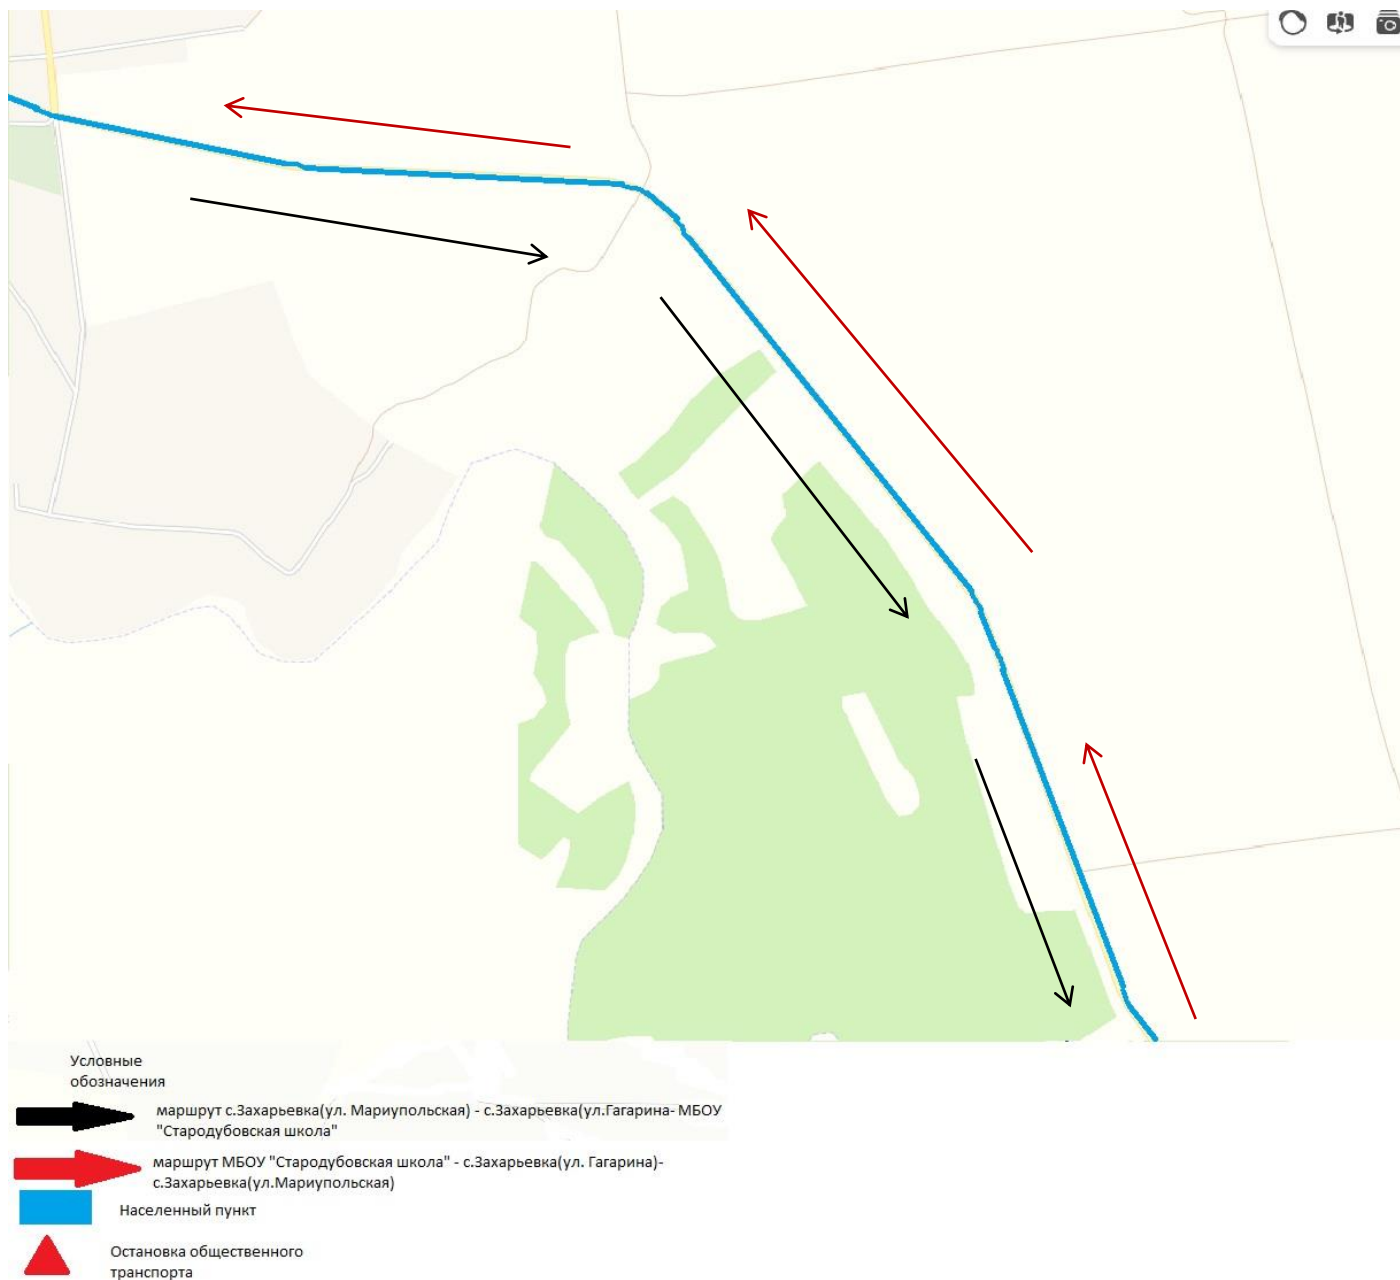 Условные
обозначения
маршрут с.Захарьевка(ул. Мариупольская) - с.Захарьевка(ул.Гагарина- МБОУ
"Стародубовская школа"
маршрут МБОУ "Стародубовская школа" - с.Захарьевка(ул. Гагарина)-
с.Захарьевка(ул.Мариупольская)
Населенный пункт
Остановка общественного
транспорта